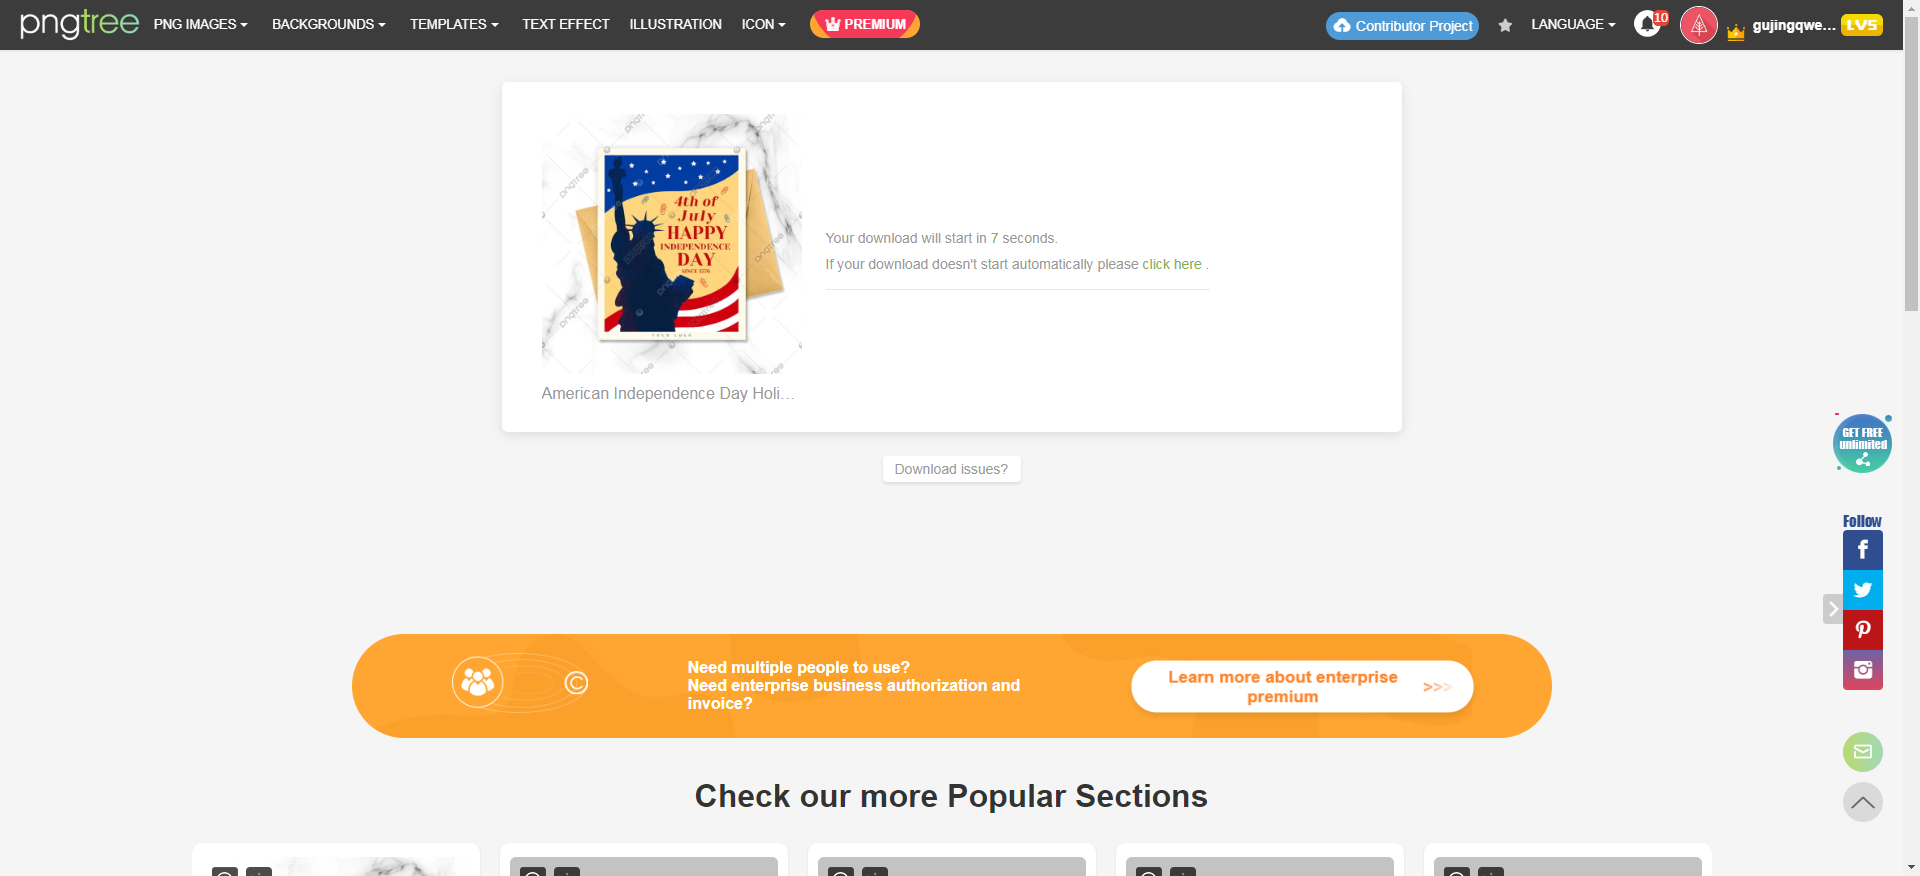 pngtree
PNG IMAGES
BACKGROUNDS
TEMPLATES
TEXT EFFECT
ILLUSTRATION
ICON
PREMIUM
Contributor Project
LANGUAGE
10
gujingqwe...
LV5
4th of
July
HAPPY
INDEPENDENCE
DAY
SINCE 1776
YOUR LOGO
American Independence Day Holi...
Your download will start in 7 seconds.
If your download doesn't start automatically please click here .
Download issues?
GET FREE
unlimited
Follow
Need multiple people to use?
Need enterprise business authorization and
invoice?
Learn more about enterprise
premium
>>>
Check our more Popular Sections